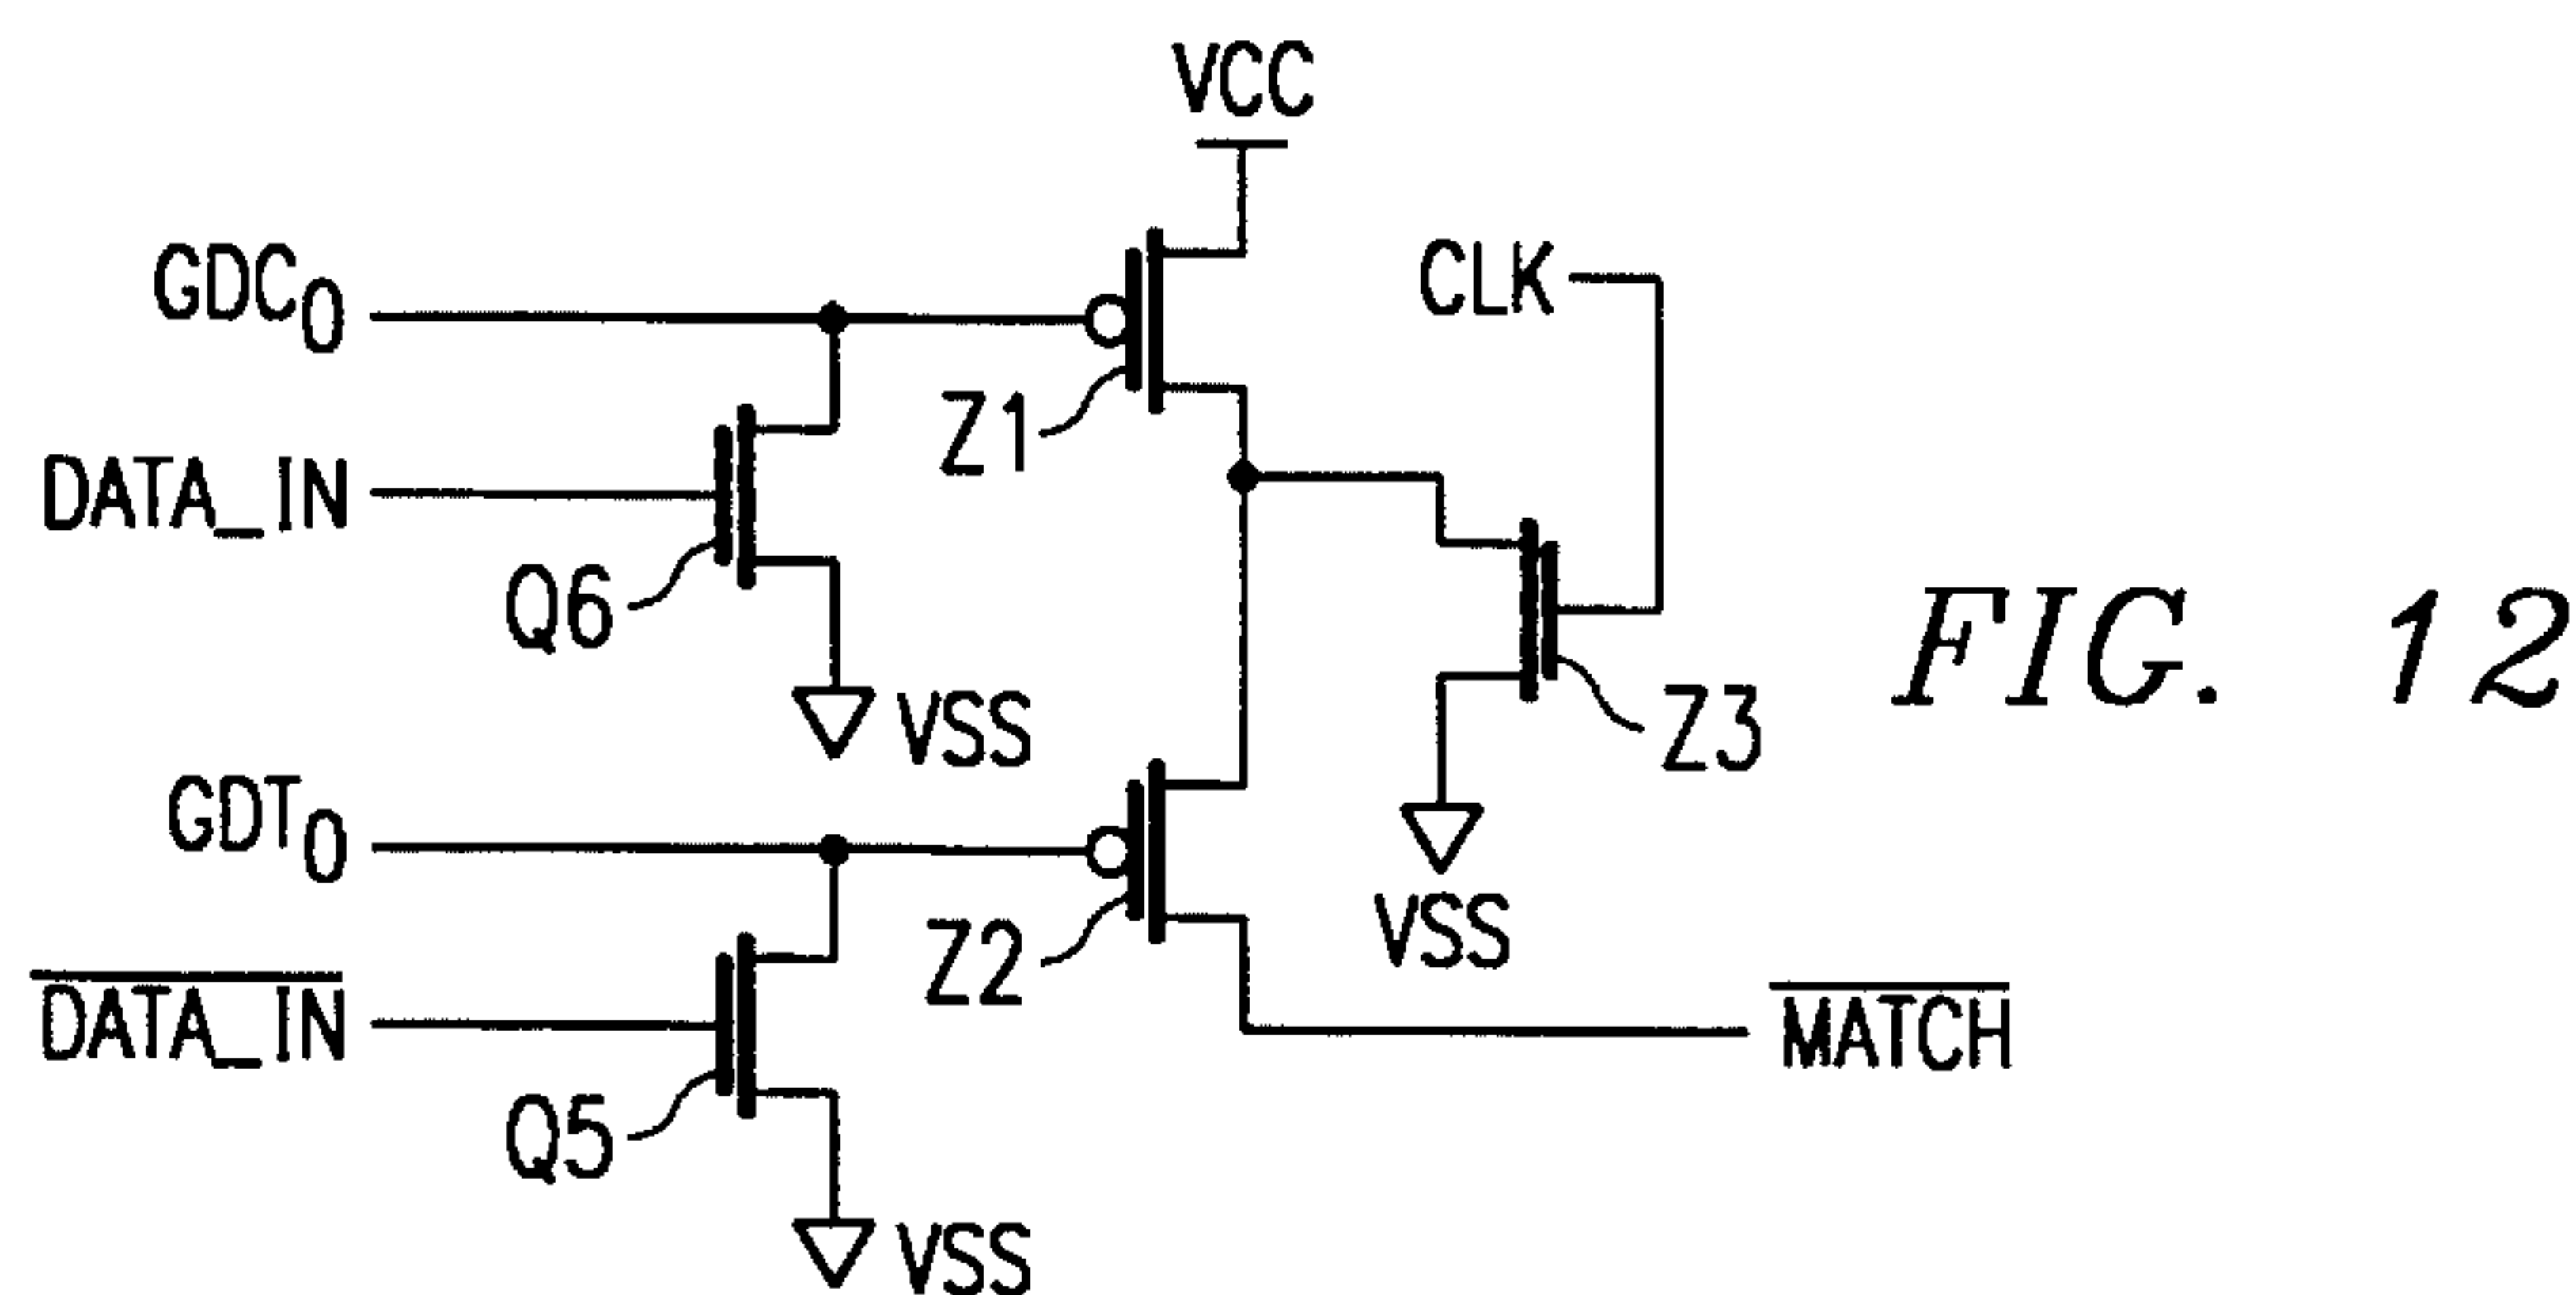 VCC
GDC0
CLK
Z1
DATA_IN
Q6
FIG. 12
VSS
Z3
GDT0
VSS
Z2
DATA_IN
MATCH
Q5
VSS